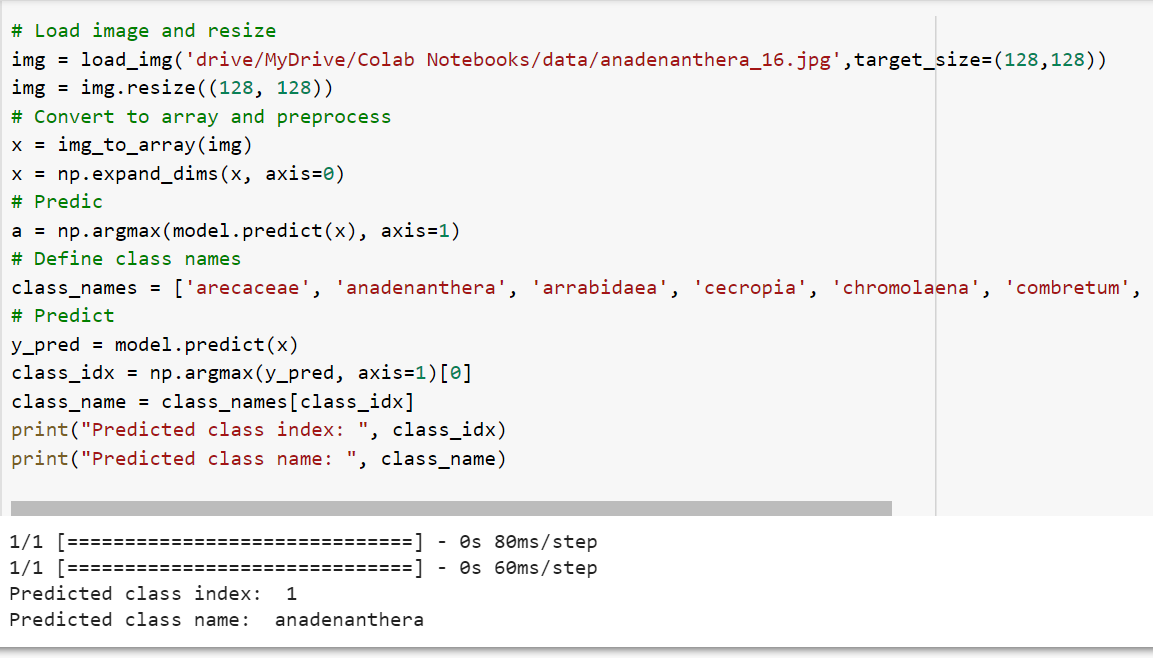 # Load image and resize
img = load_img('drive/MyDrive/Colab Notebooks/data/anadenanthera_16.jpg',target_size=(128,128))
img = img.resize((128, 128))
# Convert to array and preprocess
x = img_to_array(img)
x = np.expand_dims(x, axis=0)
# Predic
a = np.argmax(model.predict(x), axis=1)
# Define class names
class_names = ['arecaceae', 'anadenanthera', 'arrabidaea', 'cecropia', 'chromolaena', 'combretum',
# Predict
y_pred = model.predict(x)
class_idx = np.argmax(y_pred, axis=1)[0]
class_name = class_names[class_idx]
print("Predicted class index: ", class_idx)
print("Predicted class name: ", class_name)
1/1 [==============================] - 0s 80ms/step
1/1 [==============================] - 0s 60ms/step
Predicted class index:  1
Predicted class name:  anadenanthera